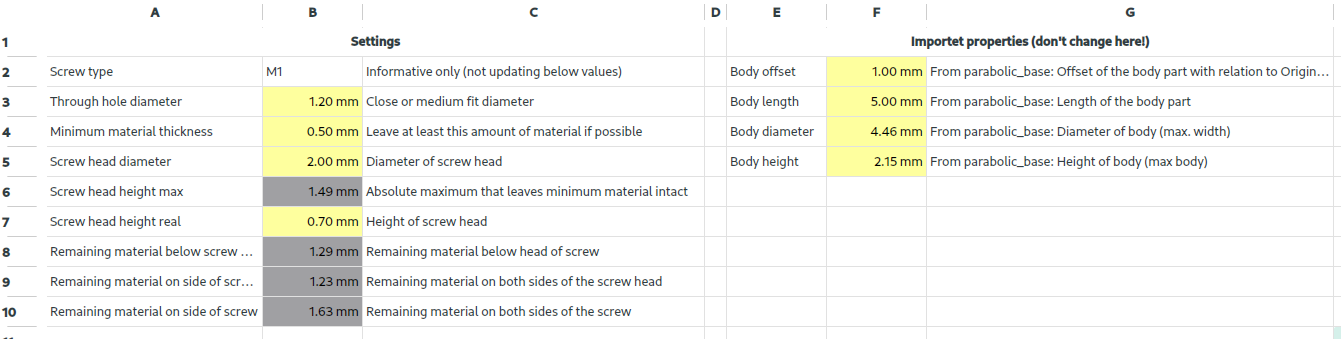 A B C D E F G
1 Settings Importet properties (don't change here!)
2 Screw type M1 Informative only (not updating below values) Body offset 1.00 mm From parabolic_base: Offset of the body part with relation to Origin…
3 Through hole diameter 1.20 mm Close or medium fit diameter Body length 5.00 mm From parabolic_base: Length of the body part
4 Minimum material thickness 0.50 mm Leave at least this amount of material if possible Body diameter 4.46 mm From parabolic_base: Diameter of body (max. width)
5 Screw head diameter 2.00 mm Diameter of screw head Body height 2.15 mm From parabolic_base: Height of body (max body)
6 Screw head height max 1.49 mm Absolute maximum that leaves minimum material intact
7 Screw head height real 0.70 mm Height of screw head
8 Remaining material below screw … 1.29 mm Remaining material below head of screw
9 Remaining material on side of scr… 1.23 mm Remaining material on both sides of the screw head
10 Remaining material on side of screw 1.63 mm Remaining material on both sides of the screw